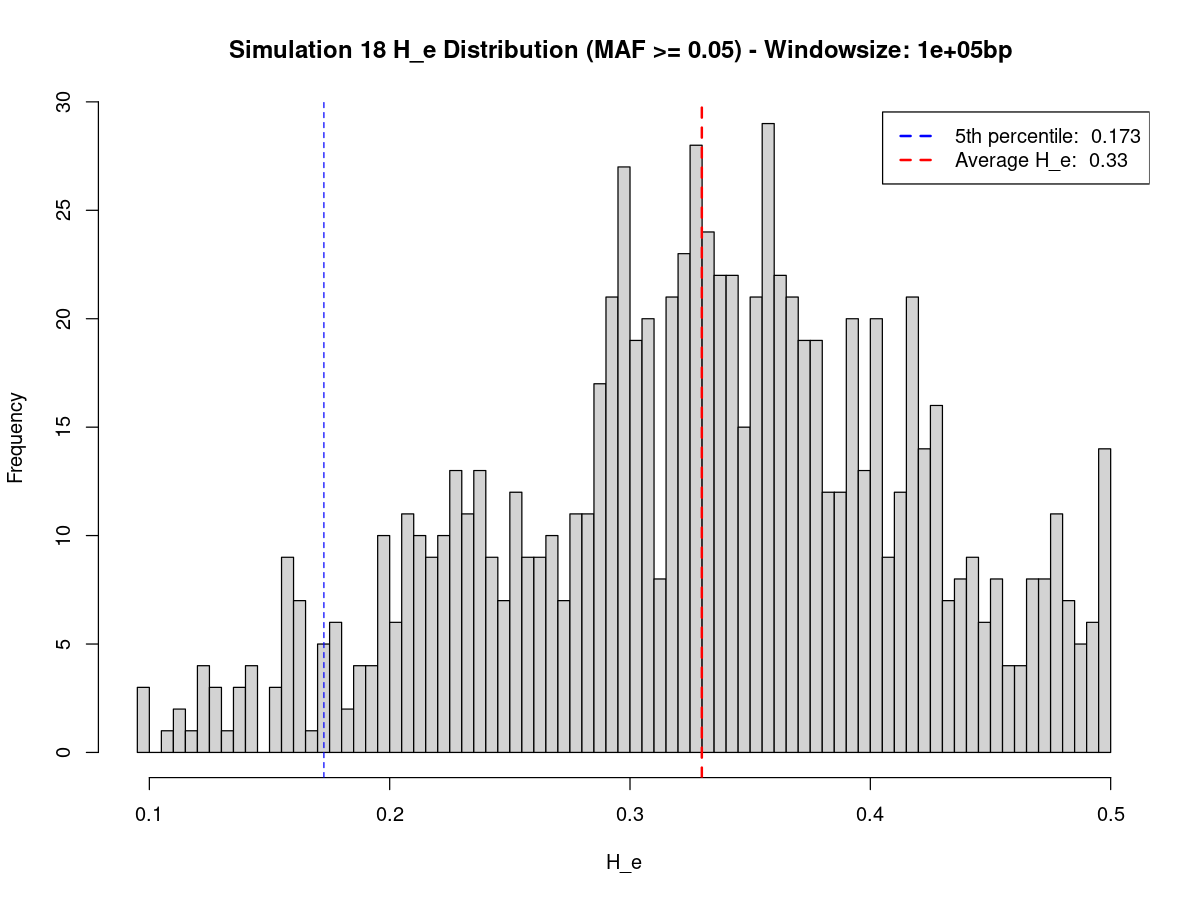 Simulation 18 H_e Distribution (MAF >= 0.05) - Windowsize: 1e+05bp
5th percentile: 0.173
Average H_e: 0.33
Frequency
30
25
20
15
10
5
0
0.1 0.2 0.3 0.4 0.5
H_e